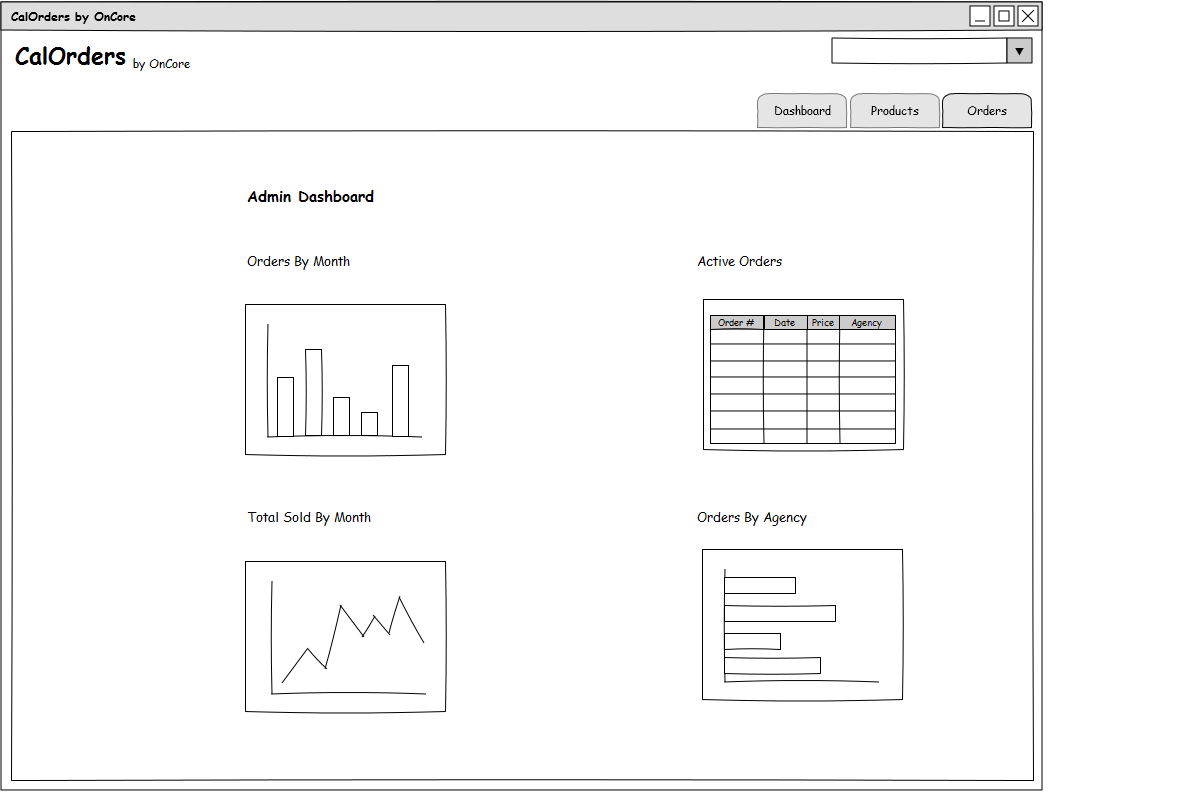 CalOrders by OnCore
CalOrders by OnCore
Dashboard
Products
Orders
Admin Dashboard
Orders By Month
Active Orders
Order # Date Price Agency
Total Sold By Month
Orders By Agency